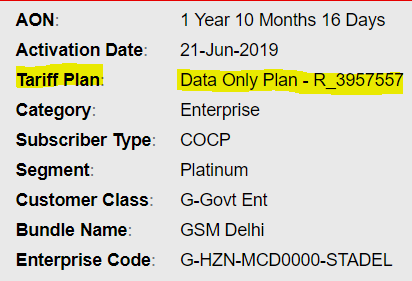 AON: 1 Year 10 Months 16 Days
Activation Date: 21-Jun-2019
Tariff Plan: Data Only Plan - R_3957557
Category: Enterprise
Subscriber Type: COCP
Segment: Platinum
Customer Class: G-Govt Ent
Bundle Name: GSM Delhi
Enterprise Code: G-HZN-MCD0000-STADEL